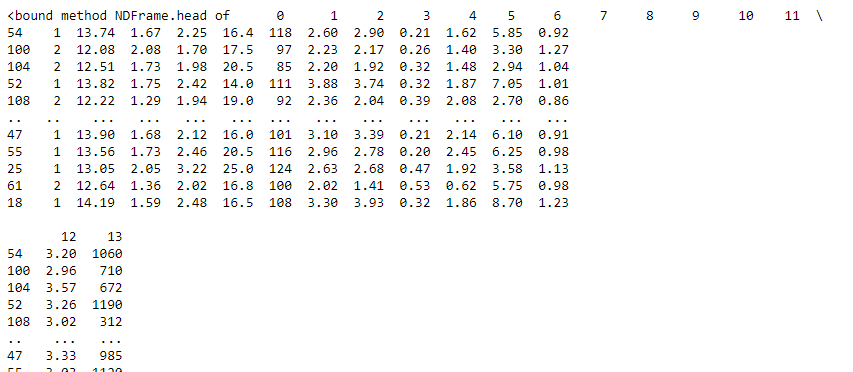 <bound method NDFrame.head of      0      1     2     3     4    5     6     7     8     9     10    11  \
54    1  13.74  1.67  2.25  16.4  118  2.60  2.90  0.21  1.62  5.85  0.92
100   2  12.08  2.08  1.70  17.5   97  2.23  2.17  0.26  1.40  3.30  1.27
104   2  12.51  1.73  1.98  20.5   85  2.20  1.92  0.32  1.48  2.94  1.04
52    1  13.82  1.75  2.42  14.0  111  3.88  3.74  0.32  1.87  7.05  1.01
108   2  12.22  1.29  1.94  19.0   92  2.36  2.04  0.39  2.08  2.70  0.86
..   ..    ...   ...   ...   ...  ...   ...   ...   ...   ...   ...   ...
47    1  13.90  1.68  2.12  16.0  101  3.10  3.39  0.21  2.14  6.10  0.91
55    1  13.56  1.73  2.46  20.5  116  2.96  2.78  0.20  2.45  6.25  0.98
25    1  13.05  2.05  3.22  25.0  124  2.63  2.68  0.47  1.92  3.58  1.13
61    2  12.64  1.36  2.02  16.8  100  2.02  1.41  0.53  0.62  5.75  0.98
18    1  14.19  1.59  2.48  16.5  108  3.30  3.93  0.32  1.86  8.70  1.23
12    13
54   3.20  1060
100  2.96   710
104  3.57   672
52   3.26  1190
108  3.02   312
..    ...   ...
47   3.33   985